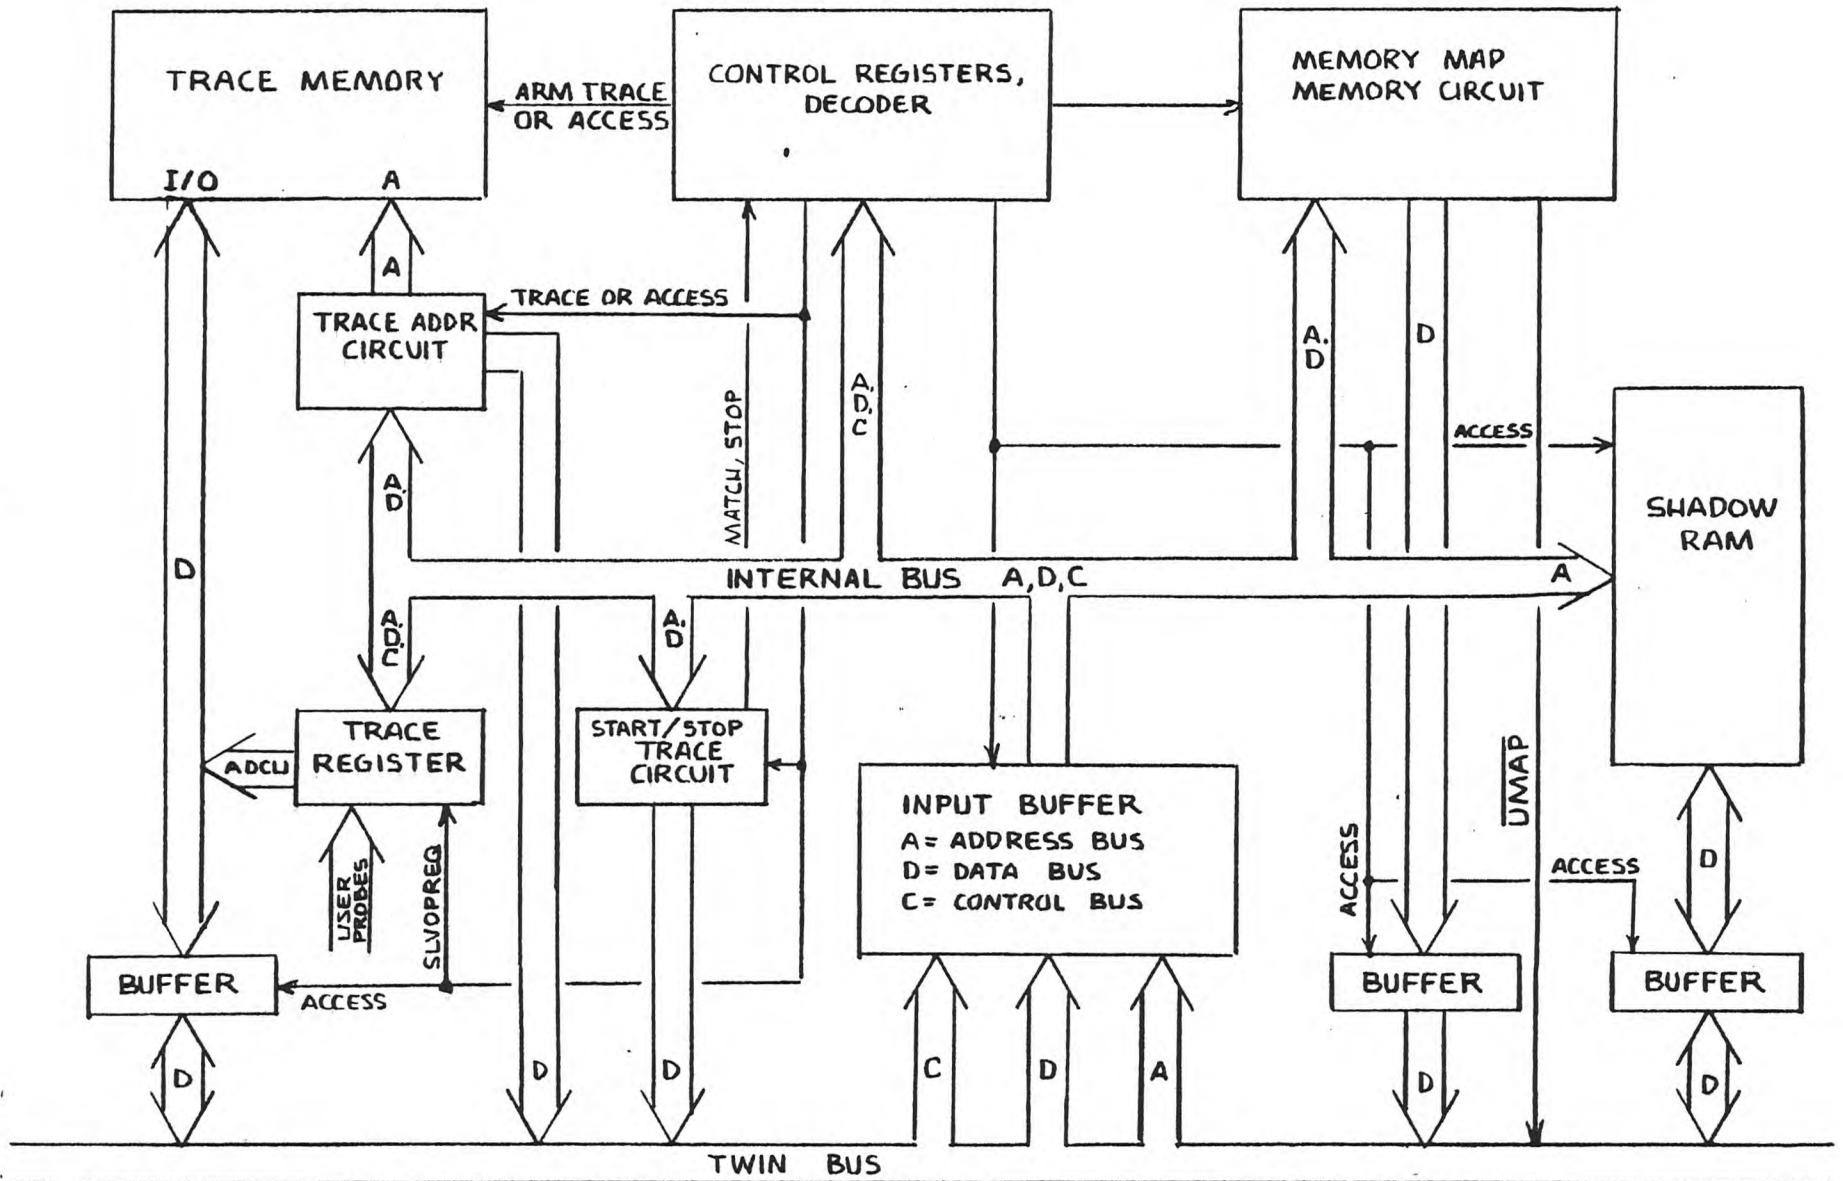 TRACE MEMORY
I/O
A
ARM TRACE
OR ACCESS
CONTROL REGISTERS,
DECODER
MEMORY MAP
MEMORY CIRCUIT
A
TRACE ADDR
CIRCUIT
TRACE OR ACCESS
A,
D,
C
A,
D
D
ACCESS
SHADOW
RAM
MATCH, STOP
A,
D,
D
INTERNAL BUS A,D,C
A
A,
D,
C
A,
D
ADCU
TRACE
REGISTER
START/STOP
TRACE
CIRCUIT
INPUT BUFFER
A= ADDRESS BUS
D= DATA BUS
C= CONTROL BUS
UMAP
D
ACCESS
ACCESS
USER
PROBES
SLVOPREQ
BUFFER
ACCESS
BUFFER
BUFFER
D
D
D
C
D
A
D
D
TWIN BUS